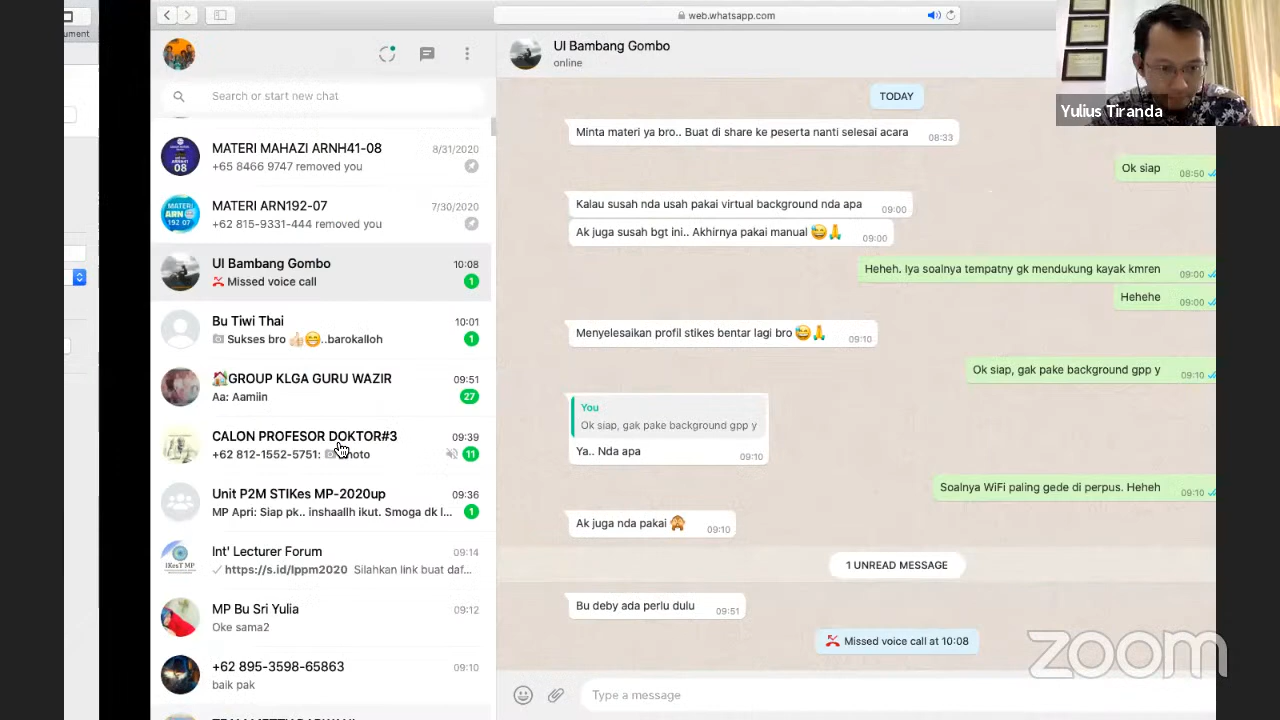 ument
web.whatsapp.com
Yulius Tiranda
Search or start new chat
MATERI MAHAZI ARNH41-08
8/31/2020
+65 8466 9747 removed you
MATERI ARN192-07
7/30/2020
+62 815-9331-444 removed you
UI Bambang Gombo
10:08
Missed voice call
1
Bu Tiwi Thai
10:01
Sukses bro 👍😁..barokalloh
1
🏠GROUP KLGA GURU WAZIR
09:51
Aa: Aamiin
27
CALON PROFESOR DOKTOR#3
09:39
+62 812-1552-5751: 📷 Photo
11
Unit P2M STIKes MP-2020up
09:36
MP Apri: Siap pk.. inshaallh ikut. Smoga dk l...
1
Int' Lecturer Forum
09:14
https://s.id/lppm2020 Silahkan link buat daf...
MP Bu Sri Yulia
09:12
Oke sama2
+62 895-3598-65863
09:10
baik pak
UI Bambang Gombo
online
TODAY
Minta materi ya bro.. Buat di share ke peserta nanti selesai acara
08:33
Ok siap
08:50
Kalau susah nda usah pakai virtual background nda apa
09:00
Ak juga susah bgt ini.. Akhirnya pakai manual 😅🙏
09:00
Heheh. Iya soalnya tempatny gk mendukung kayak kmren
09:00
Hehehe
09:00
Menyelesaikan profil stikes bentar lagi bro 😅🙏
09:10
Ok siap, gak pake background gpp y
09:10
You
Ok siap, gak pake background gpp y
Ya.. Nda apa
09:10
Soalnya WiFi paling gede di perpus. Heheh
09:10
Ak juga nda pakai 🙈
09:10
1 UNREAD MESSAGE
Bu deby ada perlu dulu
09:51
Missed voice call at 10:08
zoom
Type a message